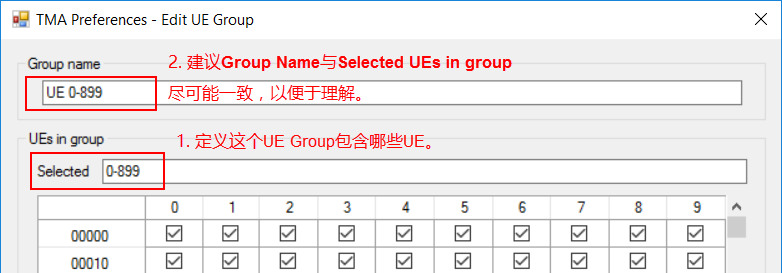 TMA Preferences - Edit UE Group
Group name
2. 建议Group Name与Selected UEs in group
UE 0-899
尽可能一致，以便于理解。
UEs in group
1. 定义这个UE Group包含哪些UE。
Selected 0-899
0 1 2 3 4 5 6 7 8 9
00000
00010